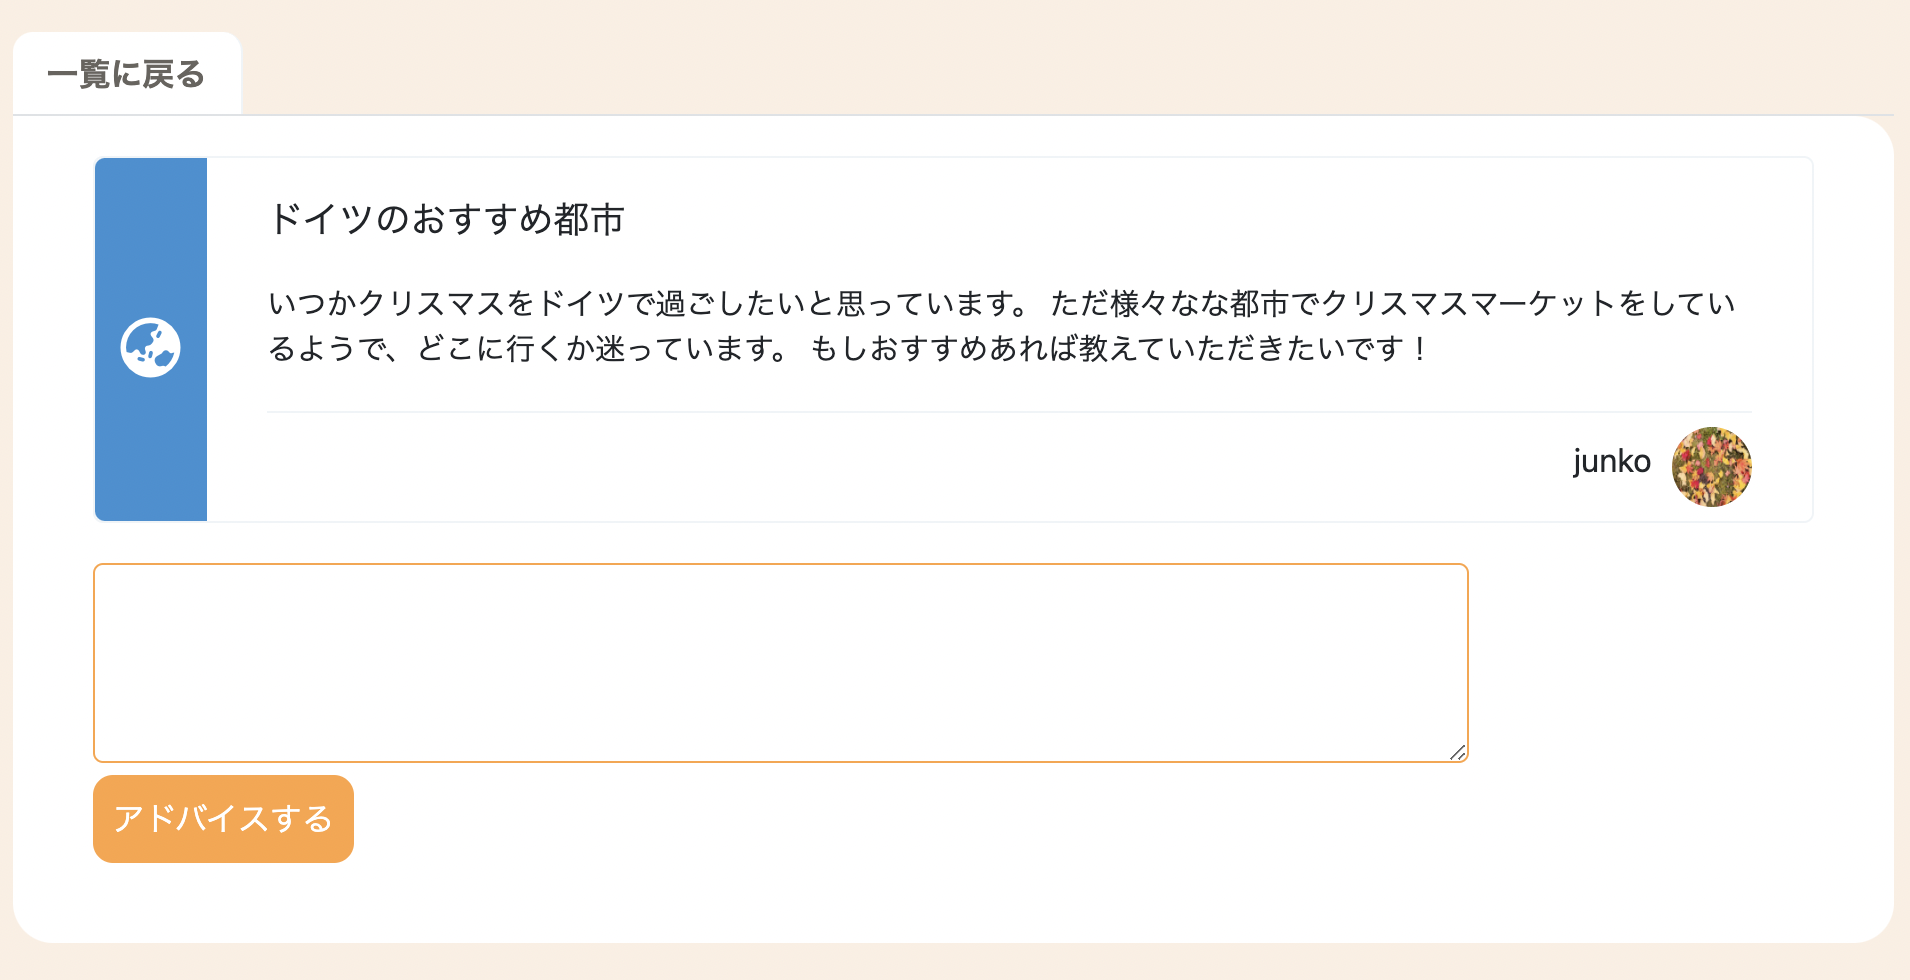 一覧に戻る
ドイツのおすすめ都市
いつかクリスマスをドイツで過ごしたいと思っています。 ただ様々なな都市でクリスマスマーケットをしてい
るようで、どこに行くか迷っています。 もしおすすめあれば教えていただきたいです！
junko
アドバイスする